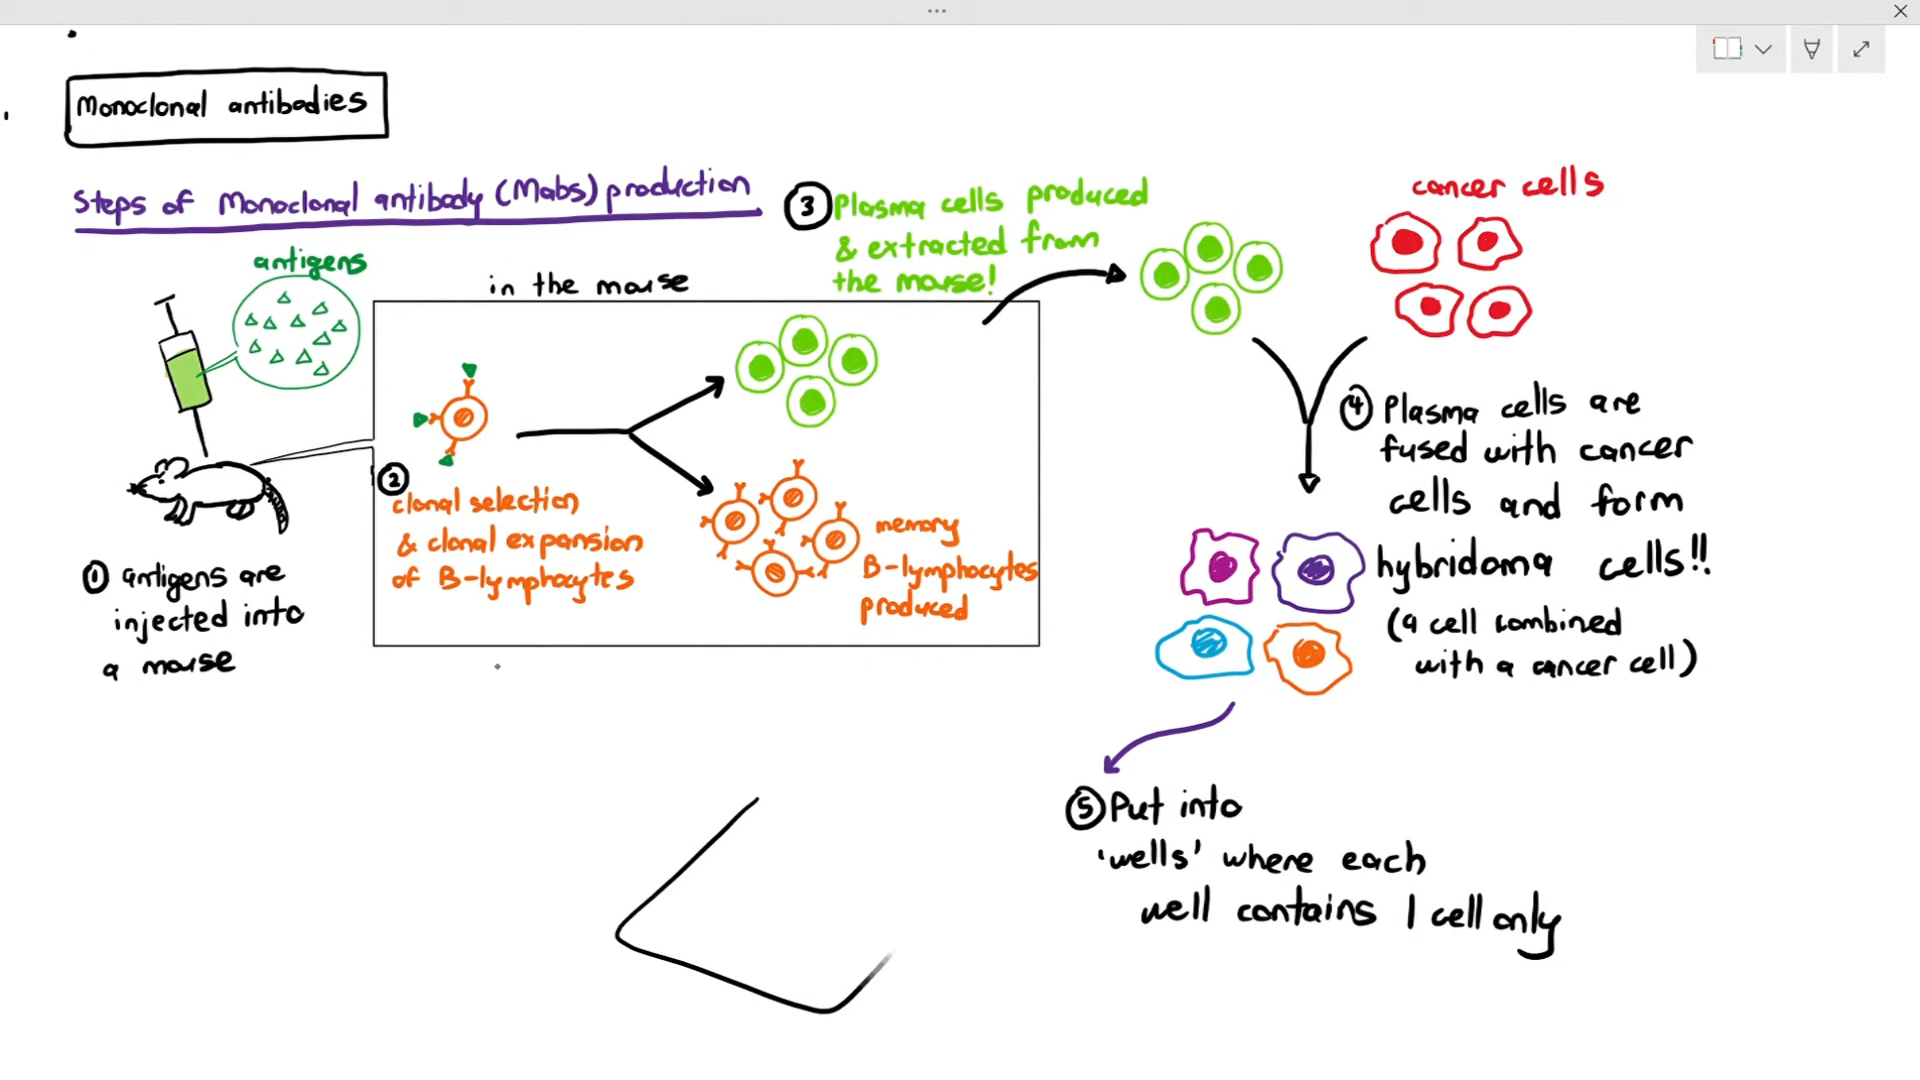 Monoclonal antibodies
Steps of Monoclonal antibody (Mabs) production
antigens
① antigens are
injected into
a mouse
in the mouse
② clonal selection
& clonal expansion
of B-lymphocytes
memory
B-lymphocytes
produced
③ Plasma cells produced
& extracted from
the mouse!
cancer cells
④ Plasma cells are
fused with cancer
cells and form
hybridoma cells!!
(a cell combined
with a cancer cell)
⑤ Put into
'wells' where each
well contains 1 cell only